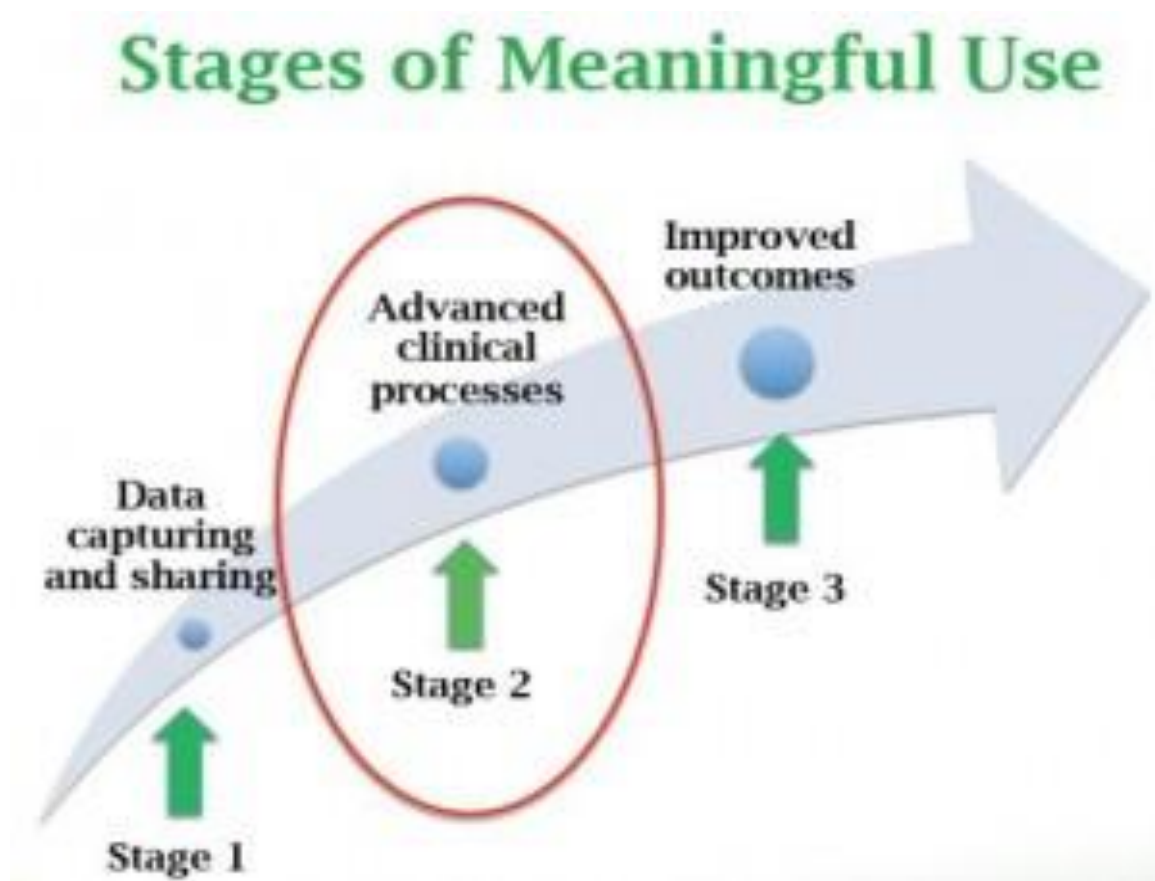 Stages of Meaningful Use
Data
capturing
and sharing
Stage 1
Advanced
clinical
processes
Stage 2
Improved
outcomes
Stage 3